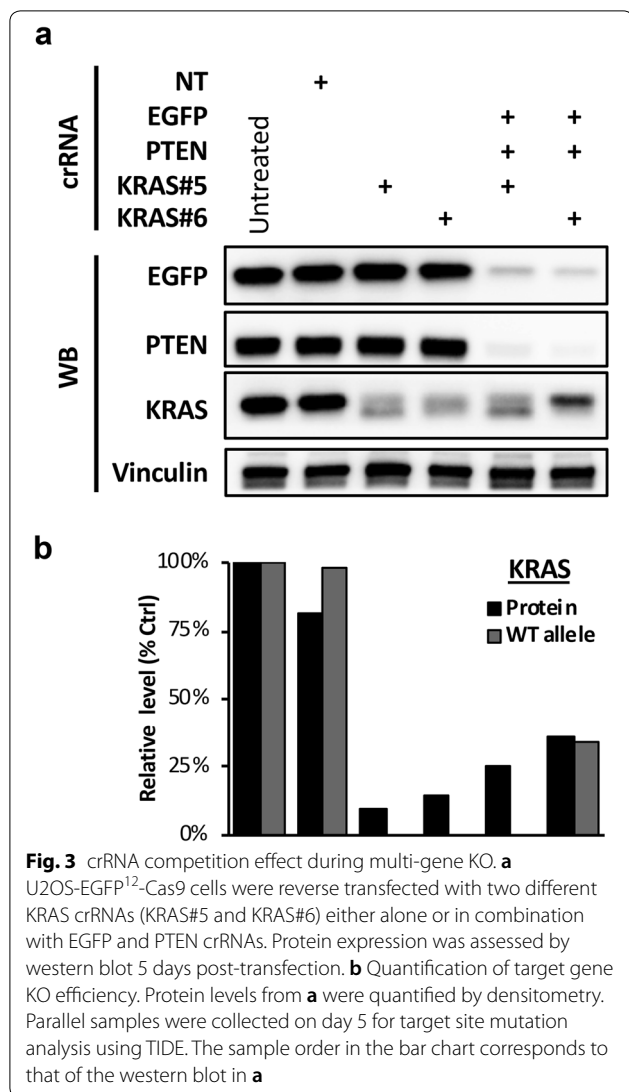 a
crRNA
NT +
EGFP + +
PTEN + +
KRAS#5 + +
KRAS#6 + +
Untreated
WB
EGFP
PTEN
KRAS
Vinculin
b
Relative level (% Ctrl)
100%
75%
50%
25%
0%
KRAS
Protein
WT allele
Fig. 3 crRNA competition effect during multi-gene KO. a
U2OS-EGFP¹²-Cas9 cells were reverse transfected with two different
KRAS crRNAs (KRAS#5 and KRAS#6) either alone or in combination
with EGFP and PTEN crRNAs. Protein expression was assessed by
western blot 5 days post-transfection. b Quantification of target gene
KO efficiency. Protein levels from a were quantified by densitometry.
Parallel samples were collected on day 5 for target site mutation
analysis using TIDE. The sample order in the bar chart corresponds to
that of the western blot in a